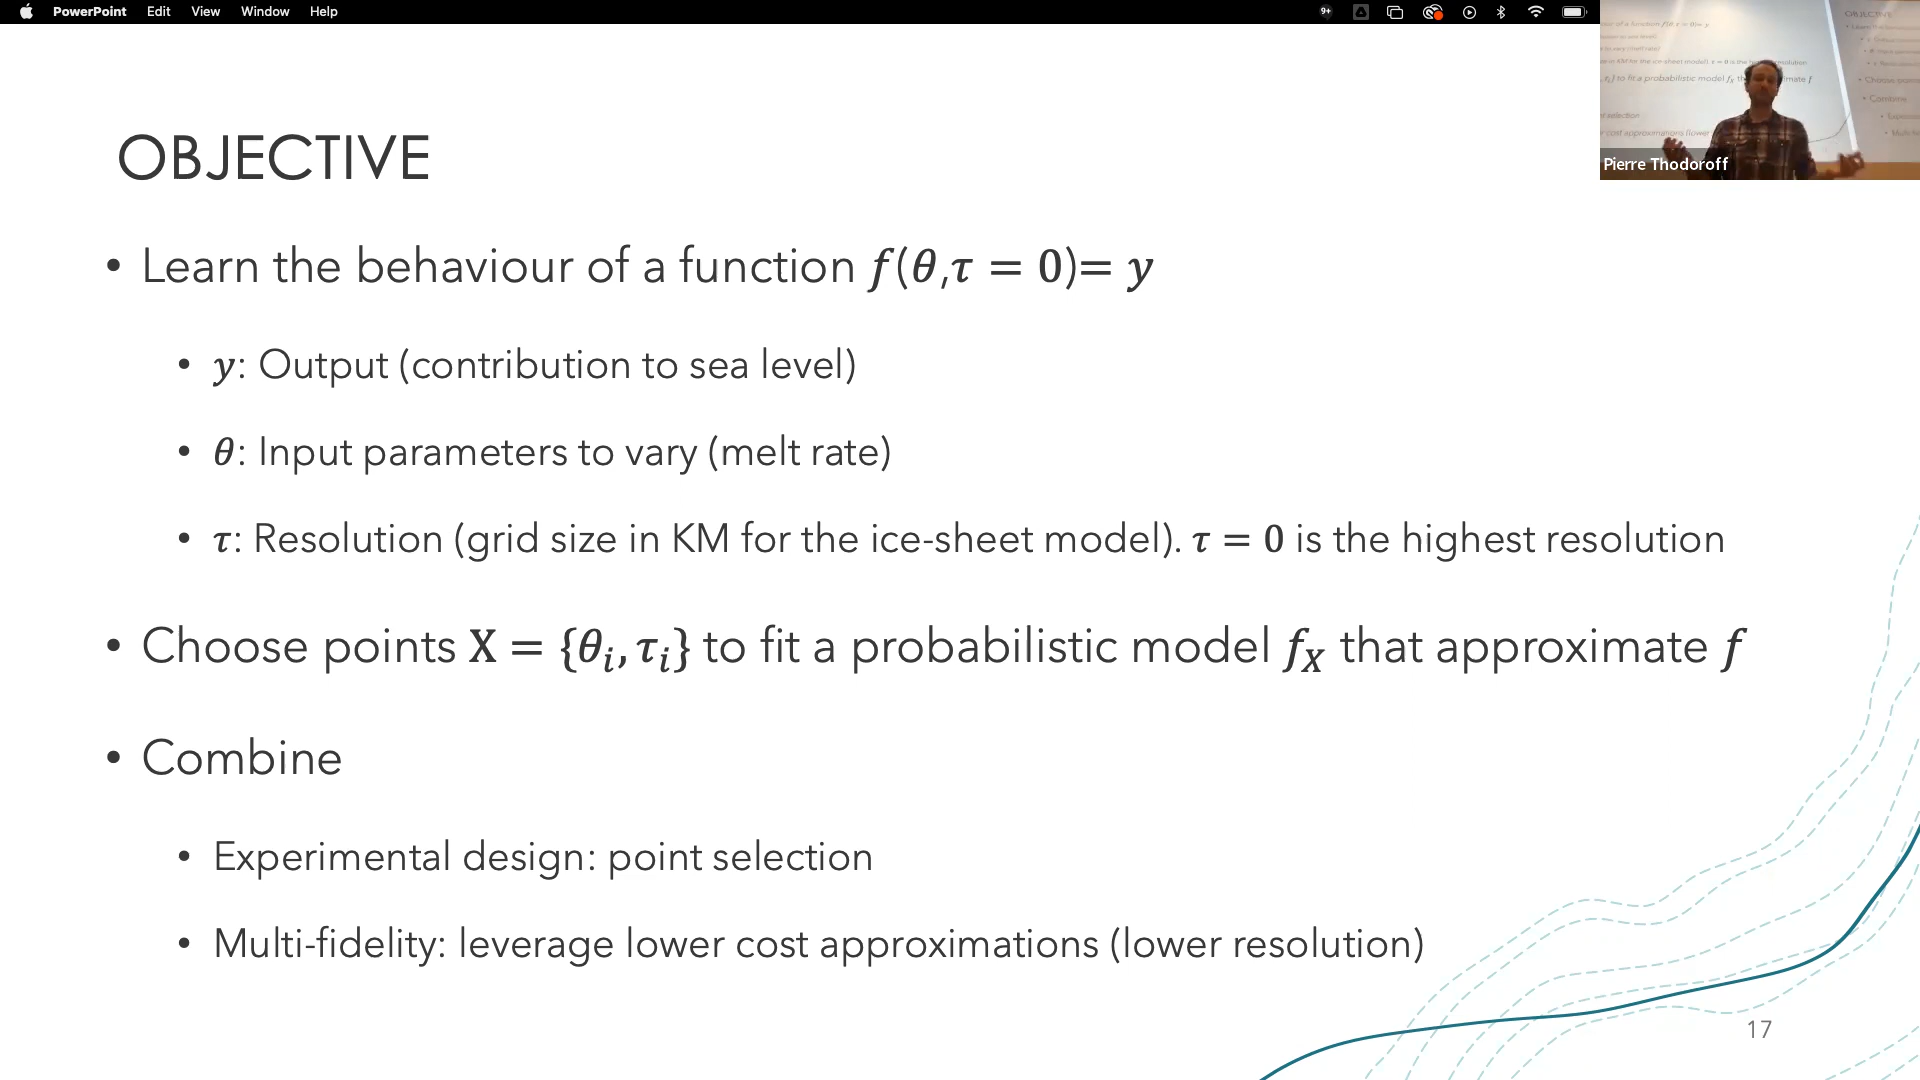 PowerPoint Edit View Window Help
9+
OBJECTIVE
• Learn the behaviour of a function f(θ,τ = 0)= y
• y: Output (contribution to sea level)
• θ: Input parameters to vary (melt rate)
• τ: Resolution (grid size in KM for the ice-sheet model). τ = 0 is the highest resolution
• Choose points X = {θᵢ, τᵢ} to fit a probabilistic model f_X that approximate f
• Combine
• Experimental design: point selection
• Multi-fidelity: leverage lower cost approximations (lower resolution)
17
Pierre Thodoroff